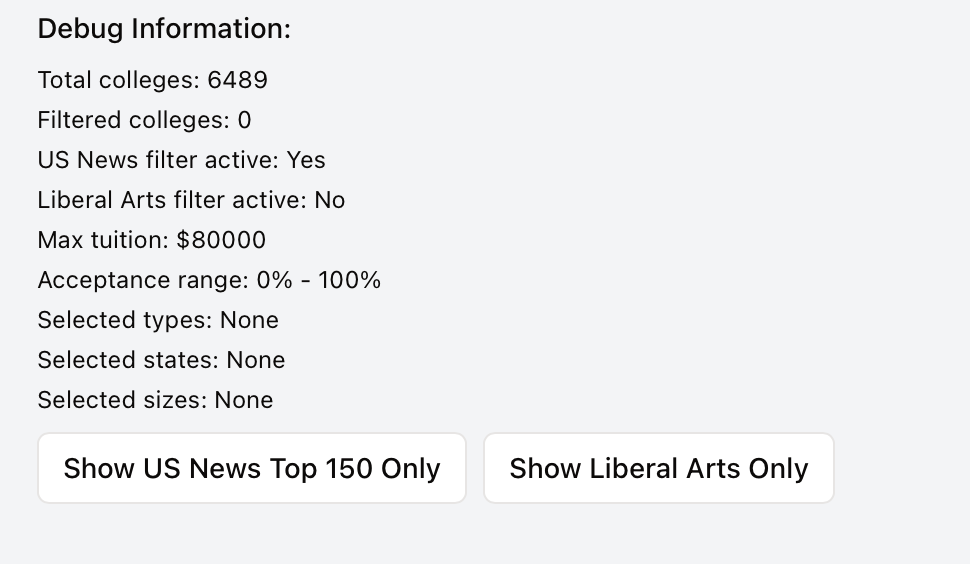 Debug Information:
Total colleges: 6489
Filtered colleges: 0
US News filter active: Yes
Liberal Arts filter active: No
Max tuition: $80000
Acceptance range: 0% - 100%
Selected types: None
Selected states: None
Selected sizes: None
Show US News Top 150 Only
Show Liberal Arts Only